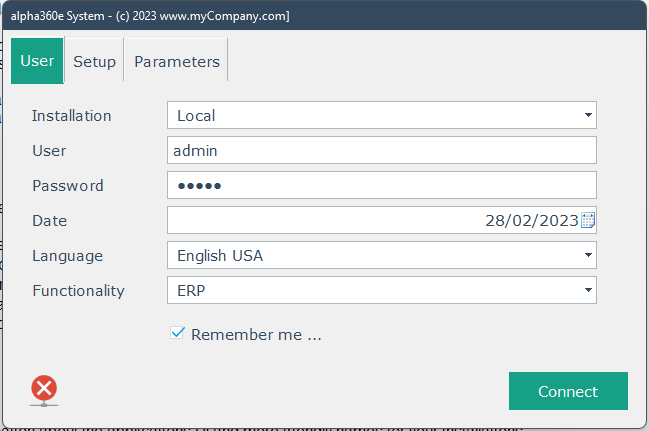 alpha360e System - (c) 2023 www.myCompany.com]
User Setup Parameters
Installation Local
User admin
Password •••••
Date 28/02/2023
Language English USA
Functionality ERP
Remember me ...
Connect